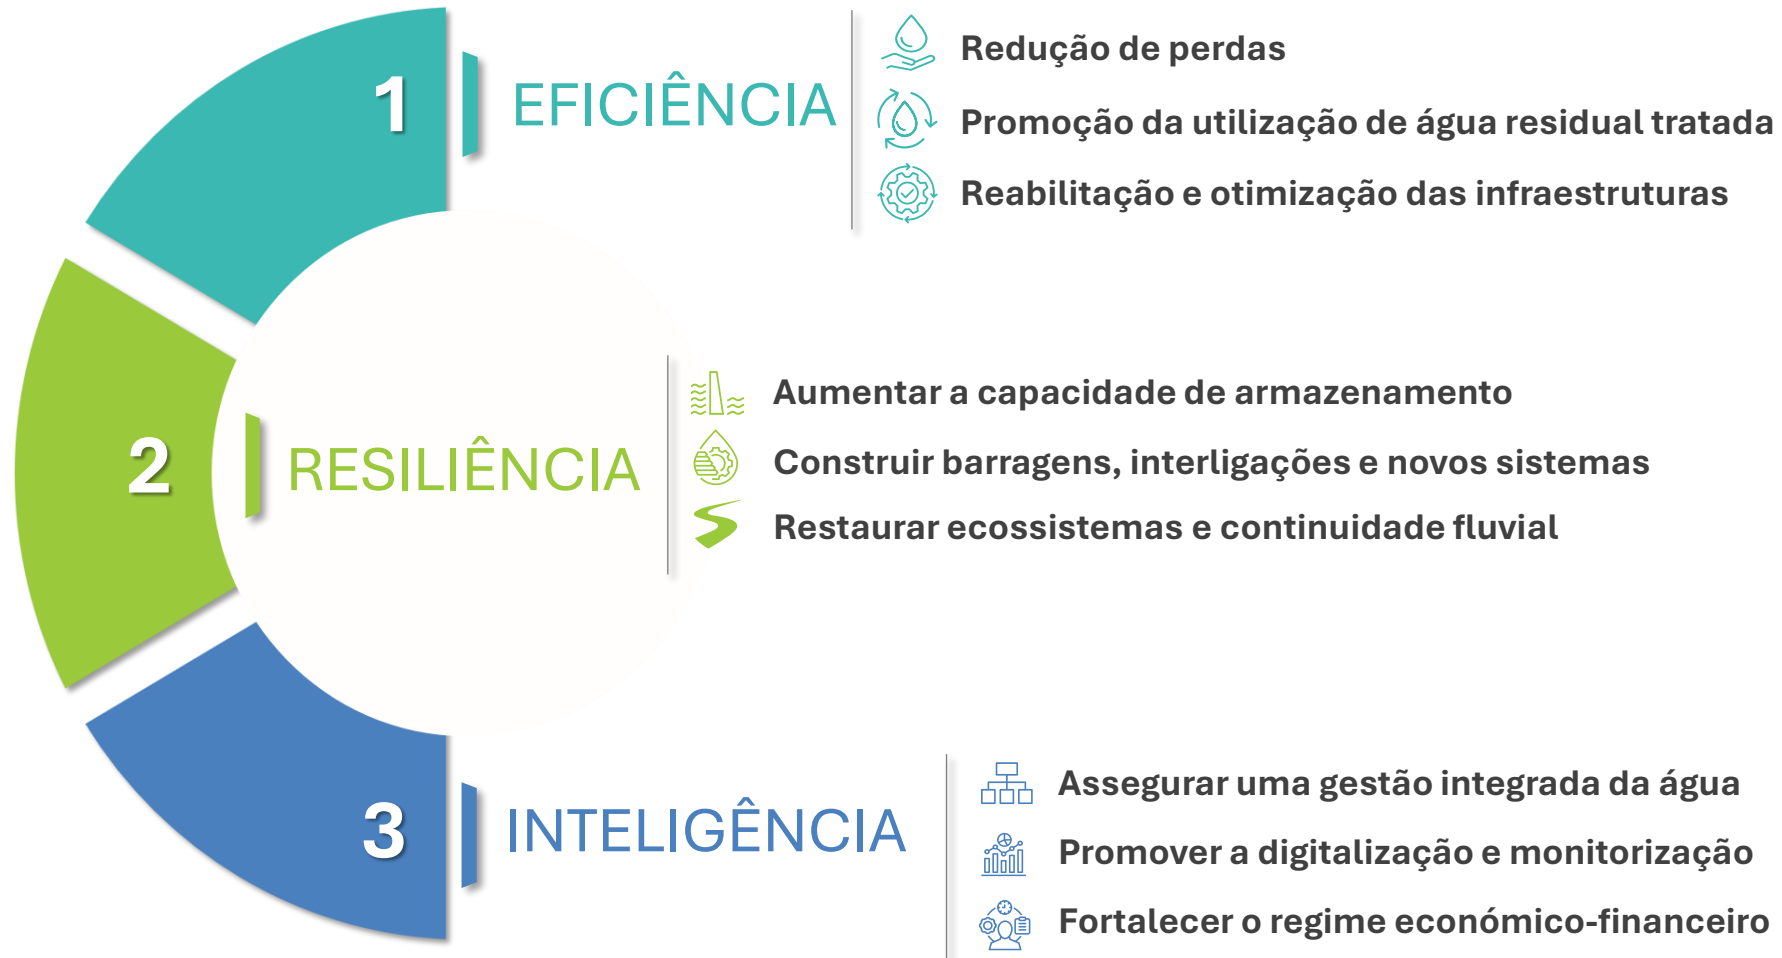 1
EFICIÊNCIA
Redução de perdas
Promoção da utilização de água residual tratada
Reabilitação e otimização das infraestruturas
2
RESILIÊNCIA
Aumentar a capacidade de armazenamento
Construir barragens, interligações e novos sistemas
Restaurar ecossistemas e continuidade fluvial
3
INTELIGÊNCIA
Assegurar uma gestão integrada da água
Promover a digitalização e monitorização
Fortalecer o regime económico-financeiro